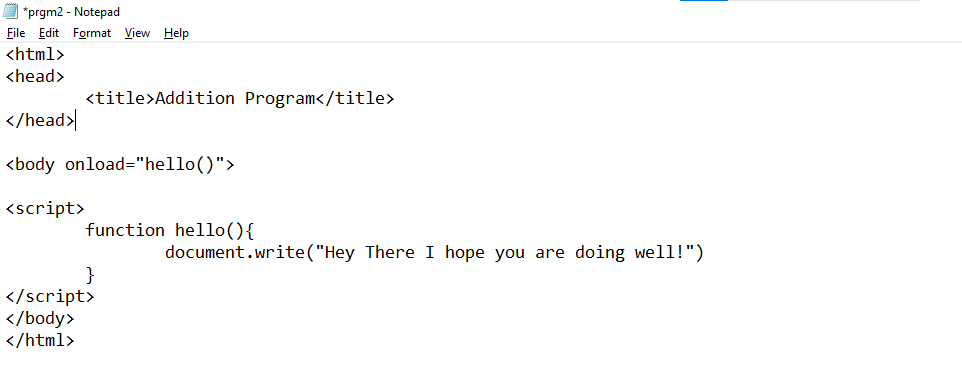 *prgm2 - Notepad
File Edit Format View Help
<html>
<head>
        <title>Addition Program</title>
</head>

<body onload="hello()">

<script>
        function hello(){
                document.write("Hey There I hope you are doing well!")
        }
</script>
</body>
</html>